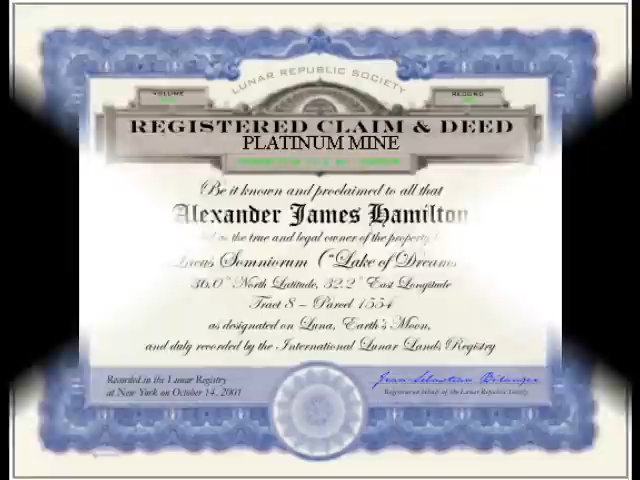 LUNAR REPUBLIC SOCIETY
VOLUME
RECORD
REGISTERED CLAIM & DEED
PLATINUM MINE
Be it known and proclaimed to all that
Alexander James Hamilton
as the true and legal owner of the property
Lacus Somniorum ("Lake of Dreams
36.0° North Latitude, 32.2° East Longitude
Tract 8 – Parcel 1554
as designated on Luna, Earth's Moon,
and duly recorded by the International Lunar Lands Registry
Recorded in the Lunar Registry
at New York on October 14, 2001
Registrar on behalf of the Lunar Republic Society